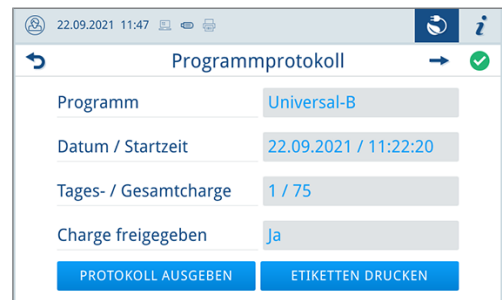 22.09.2021 11:47
i
Programmprotokoll
Programm Universal-B
Datum / Startzeit 22.09.2021 / 11:22:20
Tages- / Gesamtcharge 1 / 75
Charge freigegeben Ja
PROTOKOLL AUSGEBEN ETIKETTEN DRUCKEN